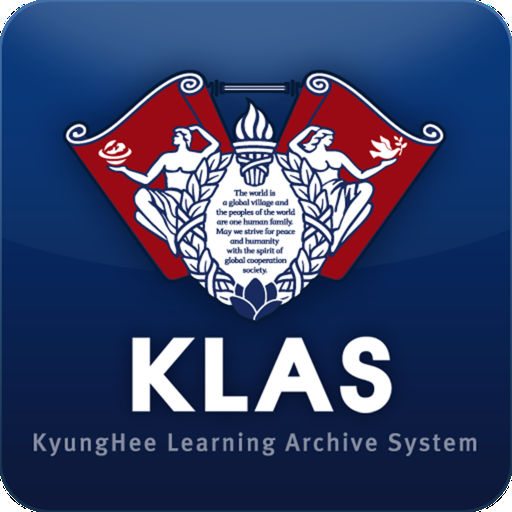 The world is
a global village and
the peoples of the world
are one human family.
May we strive for peace
and humanity
with the spirit of
global cooperation
society.
KLAS
KyungHee Learning Archive System